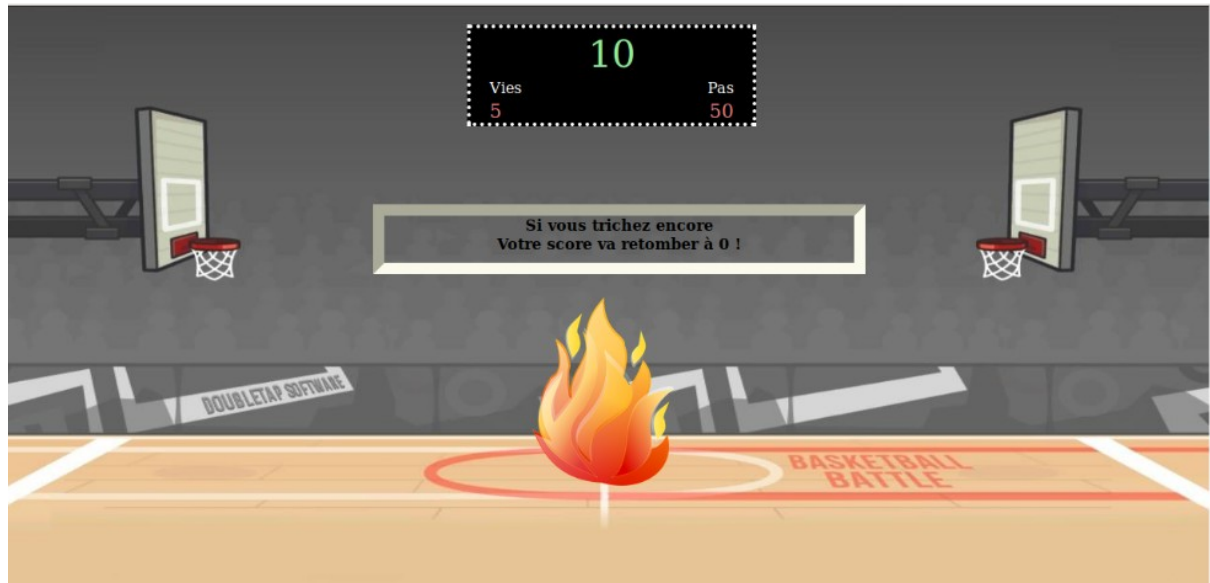 10
Vies Pas
5 50
Si vous trichez encore
Votre score va retomber à 0 !
DOUBLETAP SOFTWARE
BASKETBALL
BATTLE